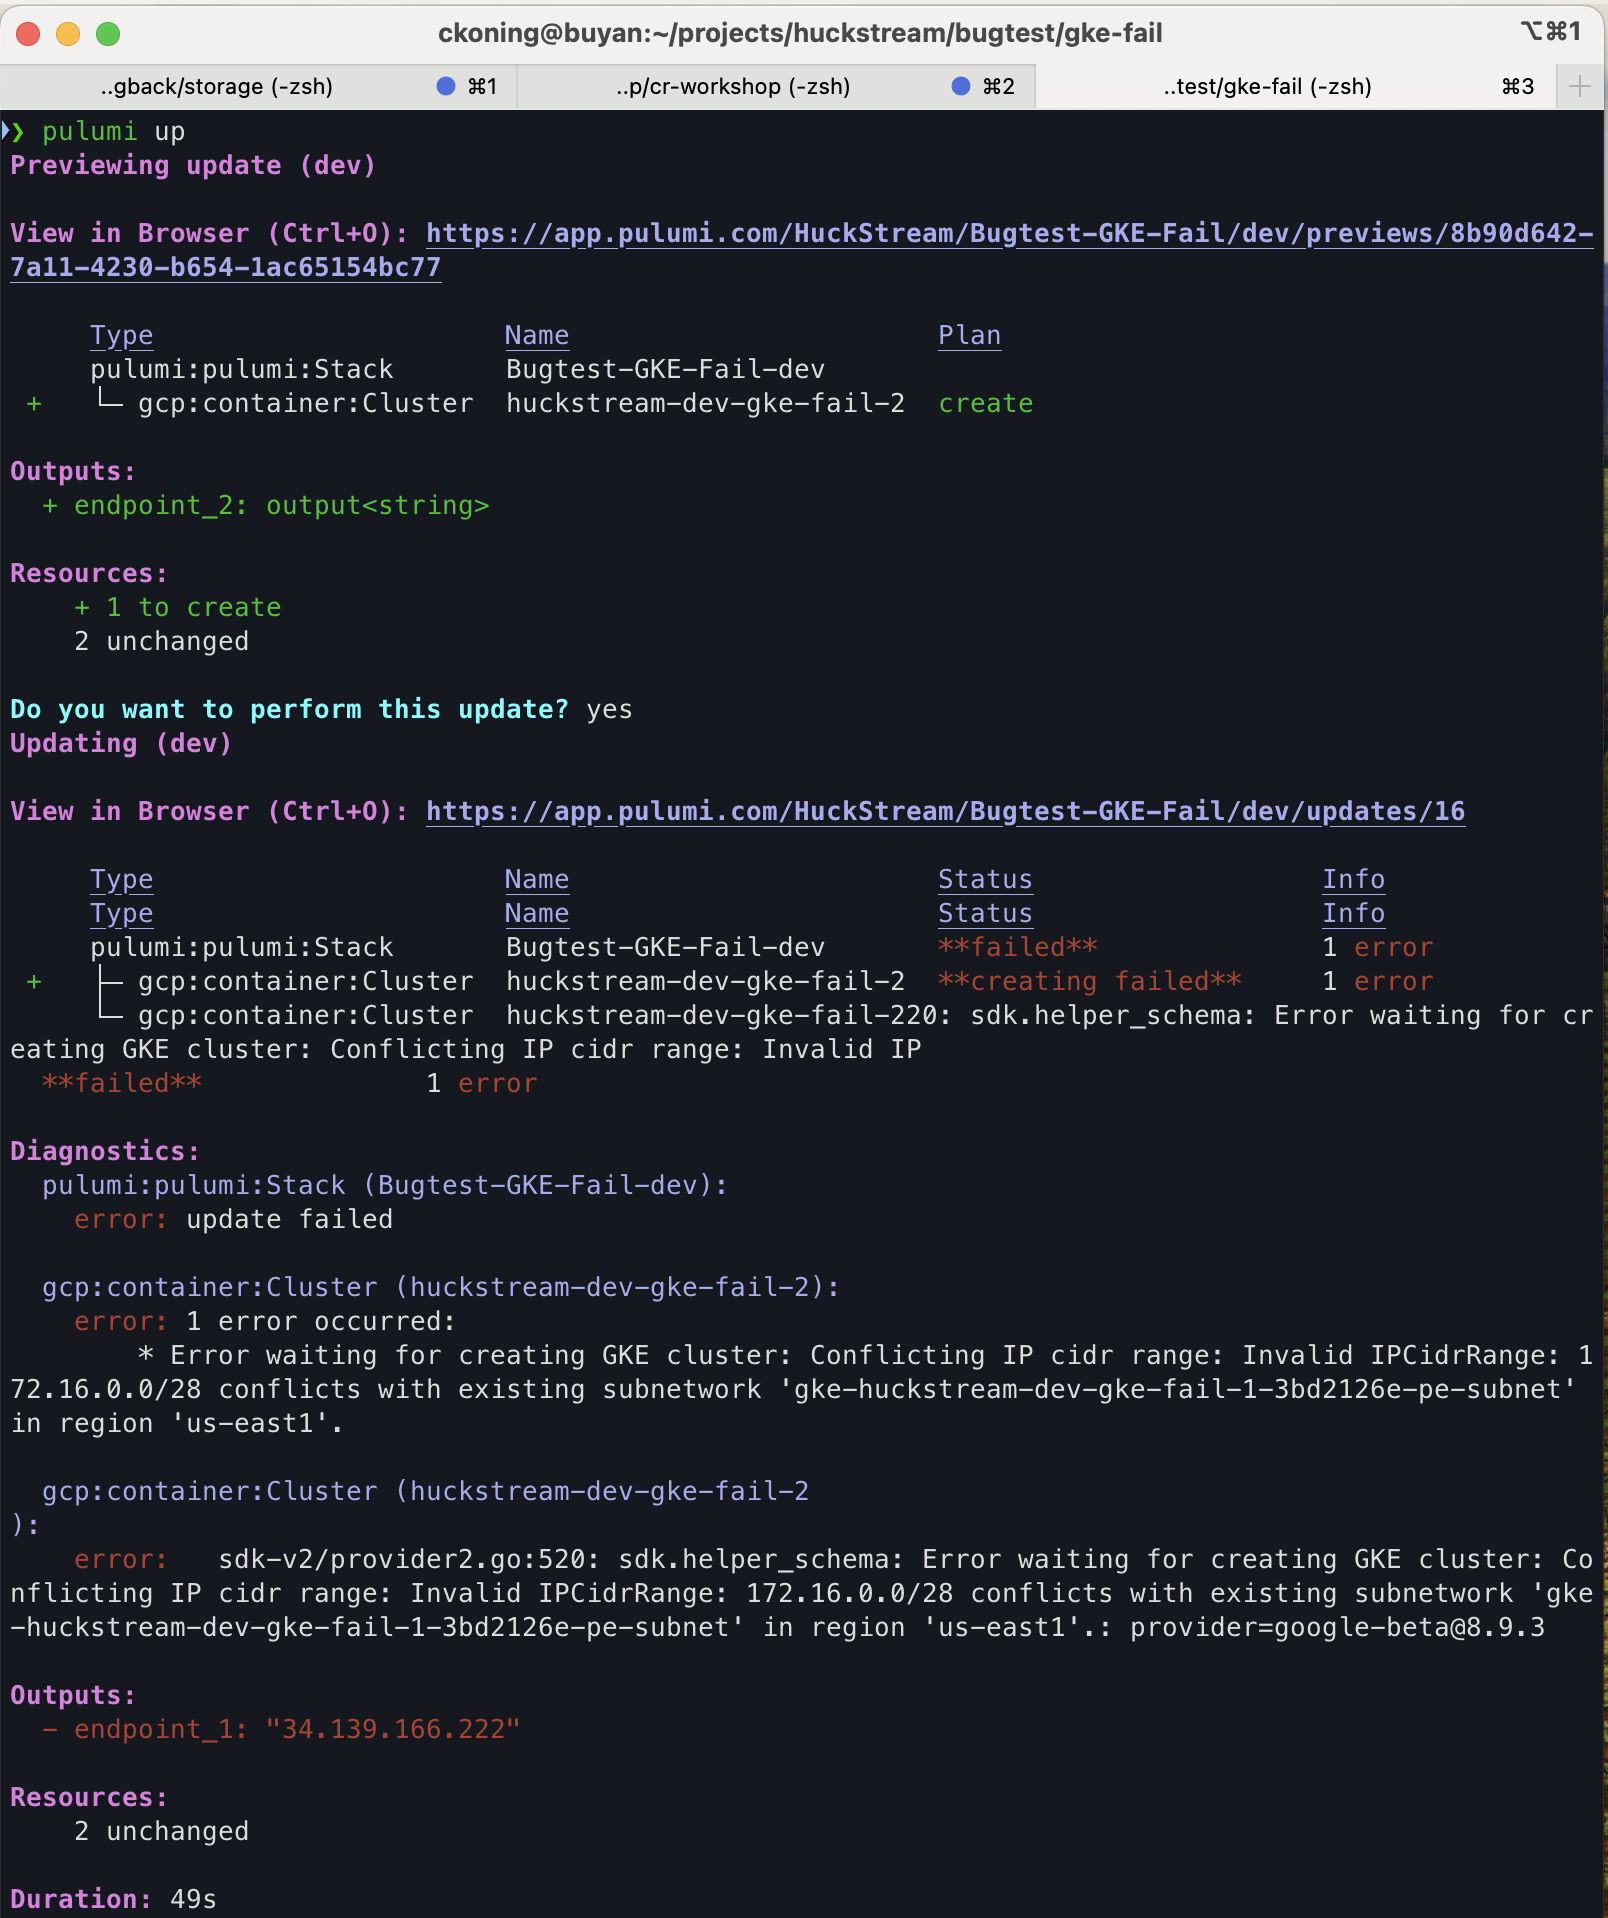 ckoning@buyan:~/projects/huckstream/bugtest/gke-fail ⌥⌘1
..gback/storage (-zsh) ⌘1 ..p/cr-workshop (-zsh) ⌘2 ..test/gke-fail (-zsh) ⌘3
❯ pulumi up
Previewing update (dev)
View in Browser (Ctrl+O): https://app.pulumi.com/HuckStream/Bugtest-GKE-Fail/dev/previews/8b90d642-
7a11-4230-b654-1ac65154bc77
Type Name Plan
pulumi:pulumi:Stack Bugtest-GKE-Fail-dev
+ └─ gcp:container:Cluster huckstream-dev-gke-fail-2 create
Outputs:
+ endpoint_2: output<string>
Resources:
+ 1 to create
2 unchanged
Do you want to perform this update? yes
Updating (dev)
View in Browser (Ctrl+O): https://app.pulumi.com/HuckStream/Bugtest-GKE-Fail/dev/updates/16
Type Name Status Info
Type Name Status Info
pulumi:pulumi:Stack Bugtest-GKE-Fail-dev **failed** 1 error
+ ├─ gcp:container:Cluster huckstream-dev-gke-fail-2 **creating failed** 1 error
└─ gcp:container:Cluster huckstream-dev-gke-fail-220: sdk.helper_schema: Error waiting for cr
eating GKE cluster: Conflicting IP cidr range: Invalid IP
**failed** 1 error
Diagnostics:
pulumi:pulumi:Stack (Bugtest-GKE-Fail-dev):
error: update failed
gcp:container:Cluster (huckstream-dev-gke-fail-2):
error: 1 error occurred:
* Error waiting for creating GKE cluster: Conflicting IP cidr range: Invalid IPCidrRange: 1
72.16.0.0/28 conflicts with existing subnetwork 'gke-huckstream-dev-gke-fail-1-3bd2126e-pe-subnet'
in region 'us-east1'.
gcp:container:Cluster (huckstream-dev-gke-fail-2
):
error: sdk-v2/provider2.go:520: sdk.helper_schema: Error waiting for creating GKE cluster: Co
nflicting IP cidr range: Invalid IPCidrRange: 172.16.0.0/28 conflicts with existing subnetwork 'gke
-huckstream-dev-gke-fail-1-3bd2126e-pe-subnet' in region 'us-east1'.: provider=google-beta@8.9.3
Outputs:
- endpoint_1: "34.139.166.222"
Resources:
2 unchanged
Duration: 49s